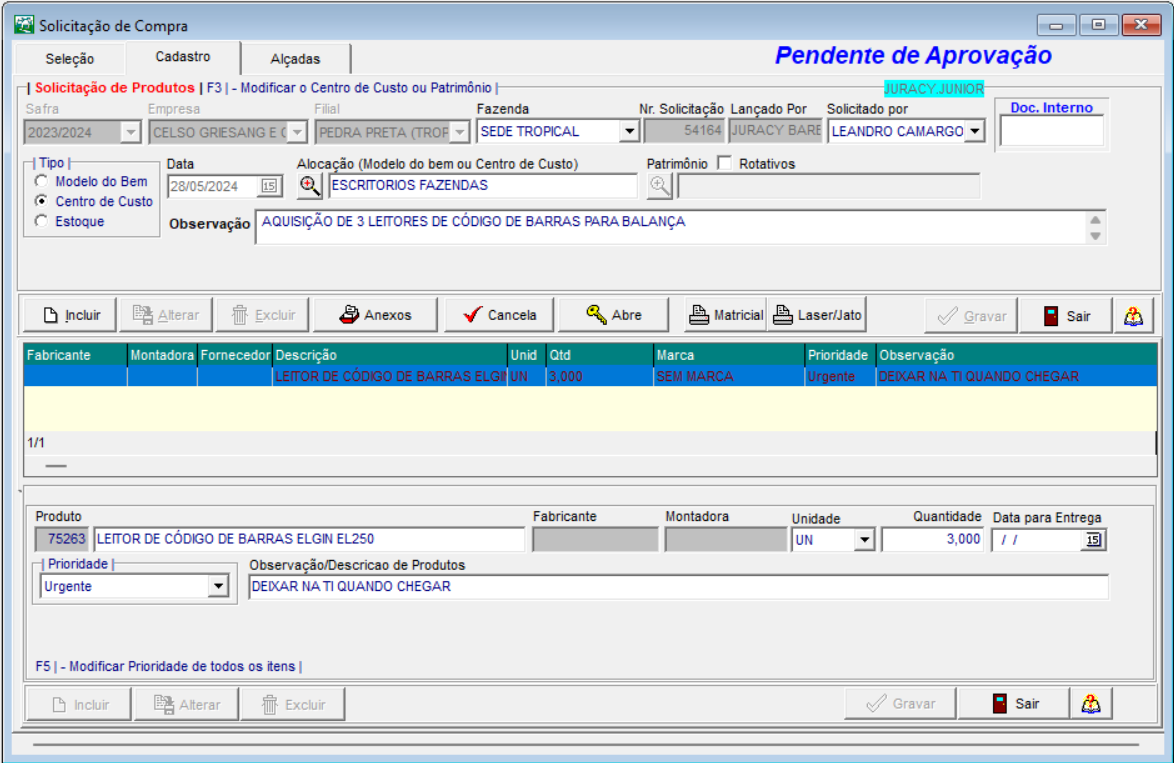 Solicitação de Compra
Seleção Cadastro Alçadas Pendente de Aprovação
| Solicitação de Produtos | F3 | - Modificar o Centro de Custo ou Patrimônio | JURACY.JUNIOR
Safra Empresa Filial Fazenda Nr. Solicitação Lançado Por Solicitado por Doc. Interno
2023/2024 CELSO GRIESANG E PEDRA PRETA (TROP SEDE TROPICAL 54164 JURACY BARE LEANDRO CAMARGO
| Tipo | Data Alocação (Modelo do bem ou Centro de Custo) Patrimônio Rotativos
Modelo do Bem 28/05/2024 15 ESCRITORIOS FAZENDAS
Centro de Custo
Estoque Observação AQUISIÇÃO DE 3 LEITORES DE CÓDIGO DE BARRAS PARA BALANÇA
Incluir Alterar Excluir Anexos Cancela Abre Matricial Laser/Jato Gravar Sair
Fabricante Montadora Fornecedor Descrição Unid Qtd Marca Prioridade Observação
LEITOR DE CÓDIGO DE BARRAS ELGIN UN 3,000 SEM MARCA Urgente DEIXAR NA TI QUANDO CHEGAR
1/1
Produto Fabricante Montadora Unidade Quantidade Data para Entrega
75263 LEITOR DE CÓDIGO DE BARRAS ELGIN EL250 UN 3,000 / / 15
| Prioridade | Observação/Descricao de Produtos
Urgente DEIXAR NA TI QUANDO CHEGAR
F5 | - Modificar Prioridade de todos os itens |
Incluir Alterar Excluir Gravar Sair